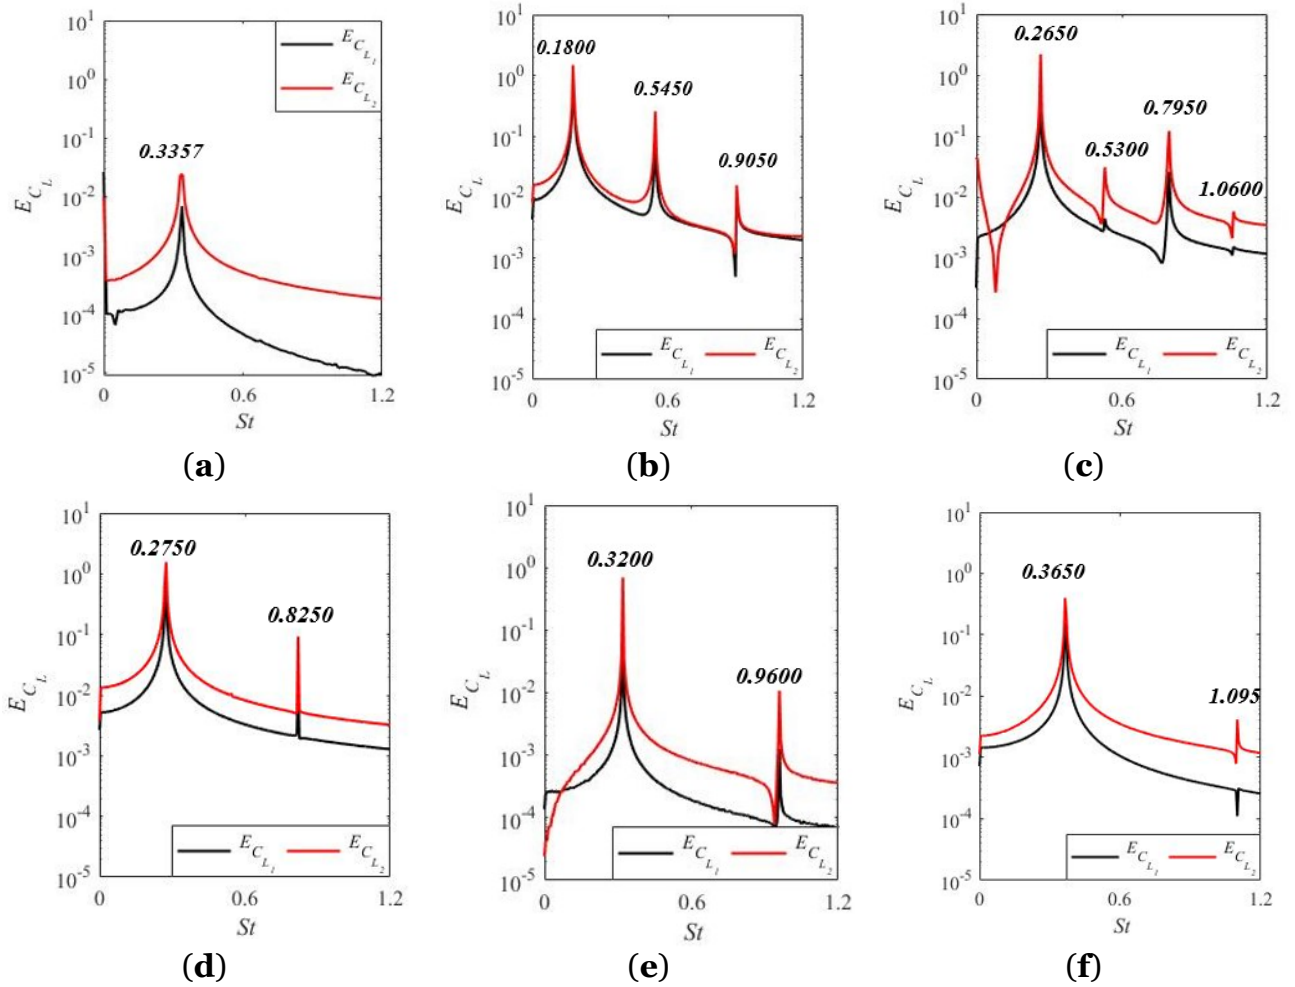 10^1
10^0
10^-1
10^-2
10^-3
10^-4
10^-5
E_{C_L}
0.3357
E_{C_{L_1}}
E_{C_{L_2}}
0
0.6
1.2
St
(a)
10^1
10^0
10^-1
10^-2
10^-3
10^-4
10^-5
E_{C_L}
0.1800
0.5450
0.9050
E_{C_{L_1}} E_{C_{L_2}}
0 0.6 1.2
St
(b)
10^1
10^0
10^-1
10^-2
10^-3
10^-4
10^-5
E_{C_L}
0.2650
0.7950
0.5300
1.0600
E_{C_{L_1}} E_{C_{L_2}}
0 0.6 1.2
St
(c)
10^1
10^0
10^-1
10^-2
10^-3
10^-4
10^-5
E_{C_L}
0.2750
0.8250
E_{C_{L_1}} E_{C_{L_2}}
0 0.6 1.2
St
(d)
10^1
10^0
10^-1
10^-2
10^-3
10^-4
10^-5
E_{C_L}
0.3200
0.9600
E_{C_{L_1}} E_{C_{L_2}}
0 0.6 1.2
St
(e)
10^1
10^0
10^-1
10^-2
10^-3
10^-4
10^-5
E_{C_L}
0.3650
1.095
E_{C_{L_1}} E_{C_{L_2}}
0 0.6 1.2
St
(f)